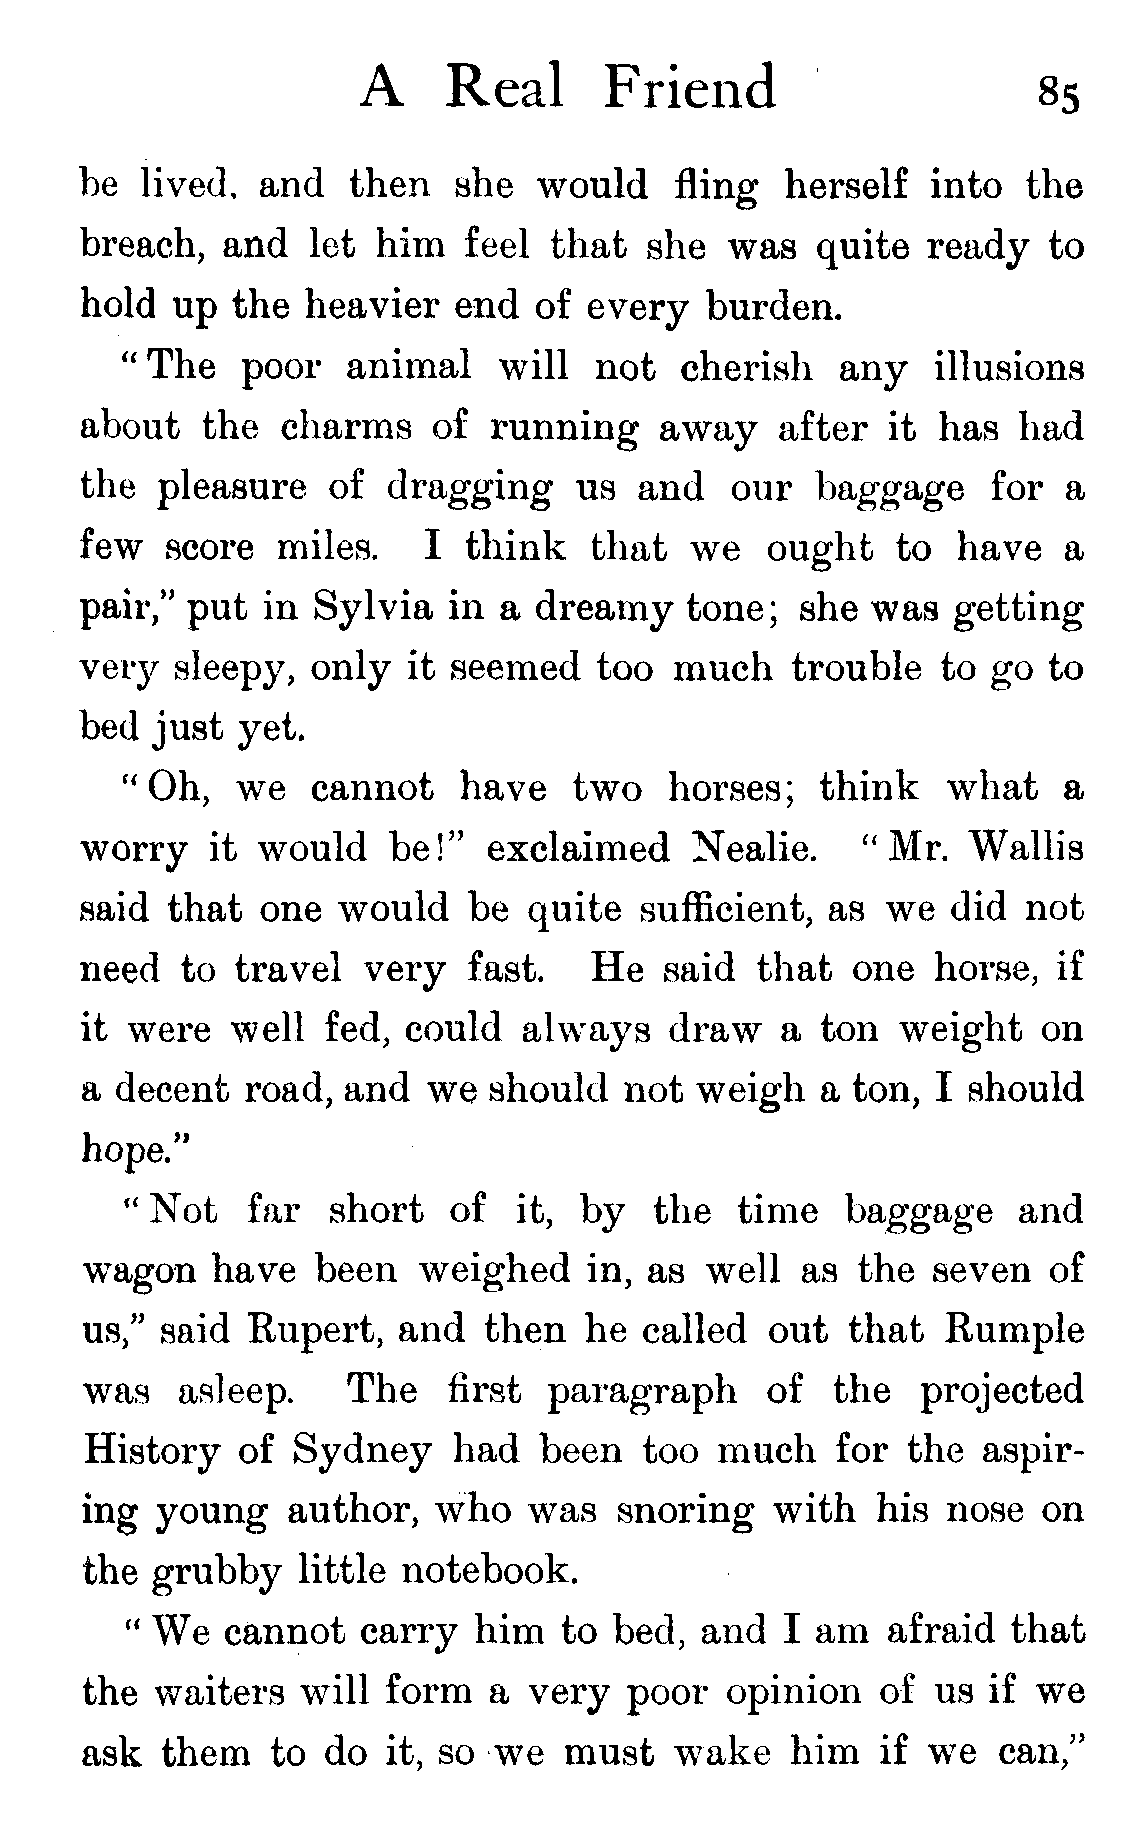 A Real Friend 85
be lived, and then she would fling herself into the
breach, and let him feel that she was quite ready to
hold up the heavier end of every burden.
"The poor animal will not cherish any illusions
about the charms of running away after it has had
the pleasure of dragging us and our baggage for a
few score miles. I think that we ought to have a
pair," put in Sylvia in a dreamy tone; she was getting
very sleepy, only it seemed too much trouble to go to
bed just yet.
"Oh, we cannot have two horses; think what a
worry it would be!" exclaimed Nealie. "Mr. Wallis
said that one would be quite sufficient, as we did not
need to travel very fast. He said that one horse, if
it were well fed, could always draw a ton weight on
a decent road, and we should not weigh a ton, I should
hope."
"Not far short of it, by the time baggage and
wagon have been weighed in, as well as the seven of
us," said Rupert, and then he called out that Rumple
was asleep. The first paragraph of the projected
History of Sydney had been too much for the aspir-
ing young author, who was snoring with his nose on
the grubby little notebook.
"We cannot carry him to bed, and I am afraid that
the waiters will form a very poor opinion of us if we
ask them to do it, so we must wake him if we can,"